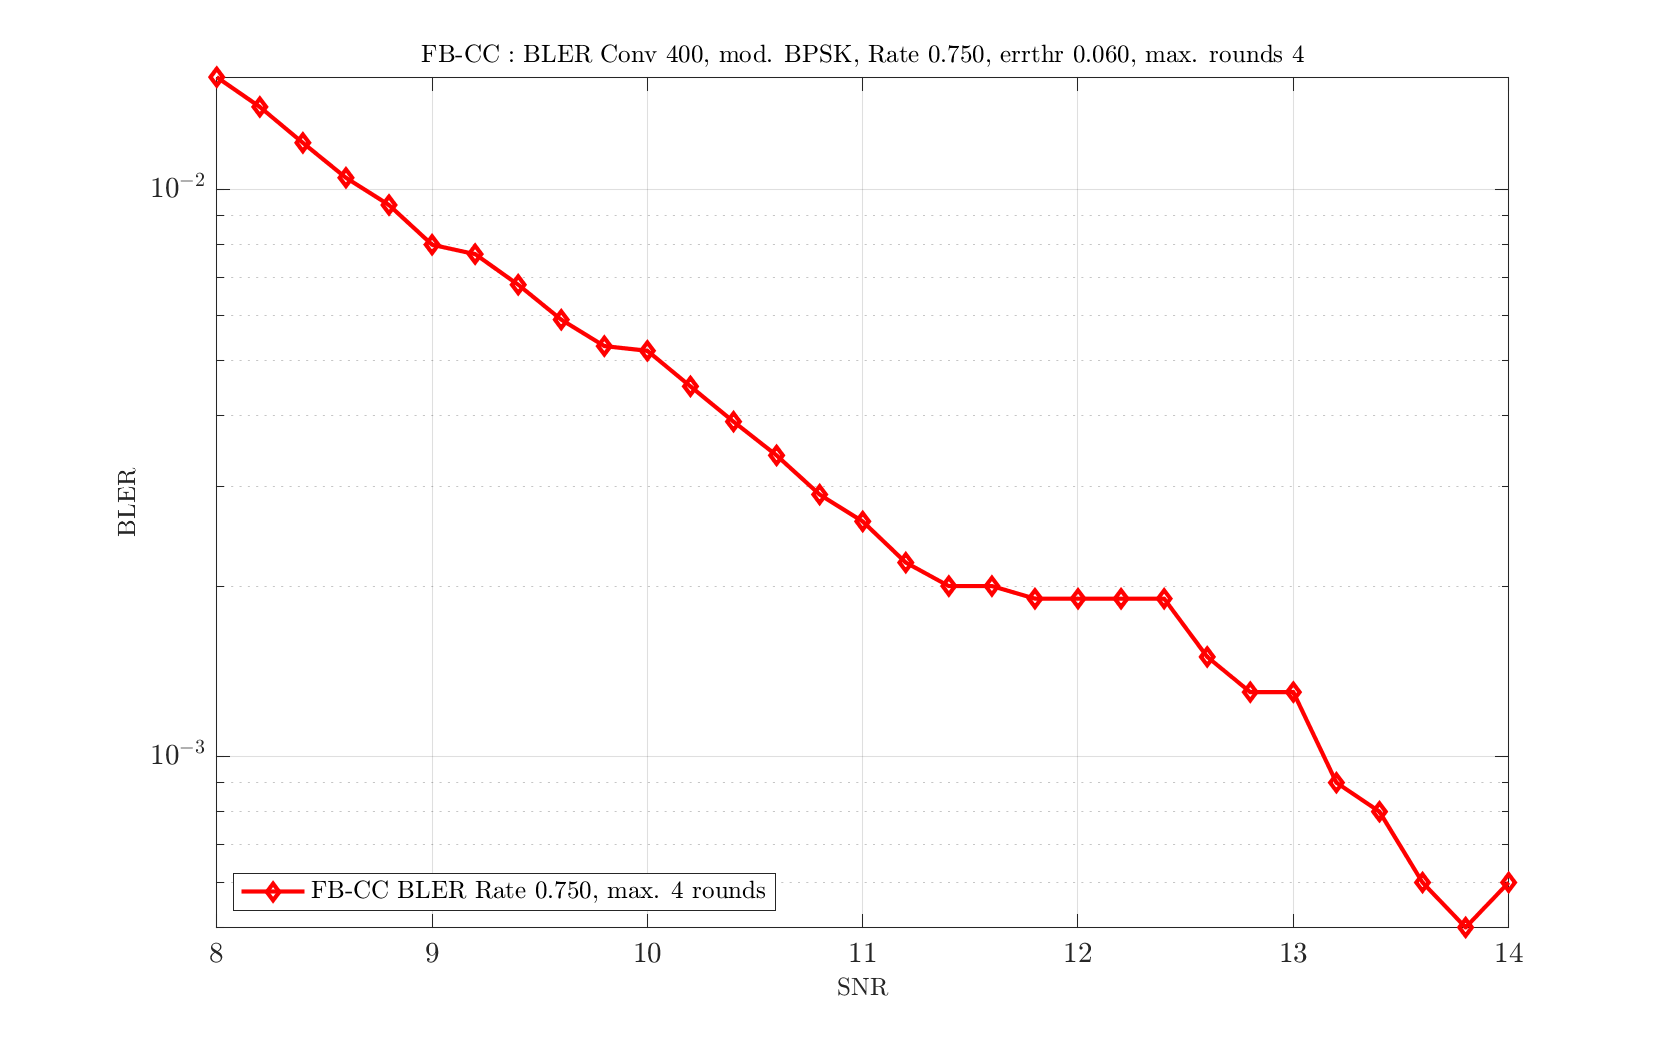 FB-CC : BLER Conv 400, mod. BPSK, Rate 0.750, errthr 0.060, max. rounds 4
10⁻²
BLER
10⁻³
FB-CC BLER Rate 0.750, max. 4 rounds
8 9 10 11 12 13 14
SNR